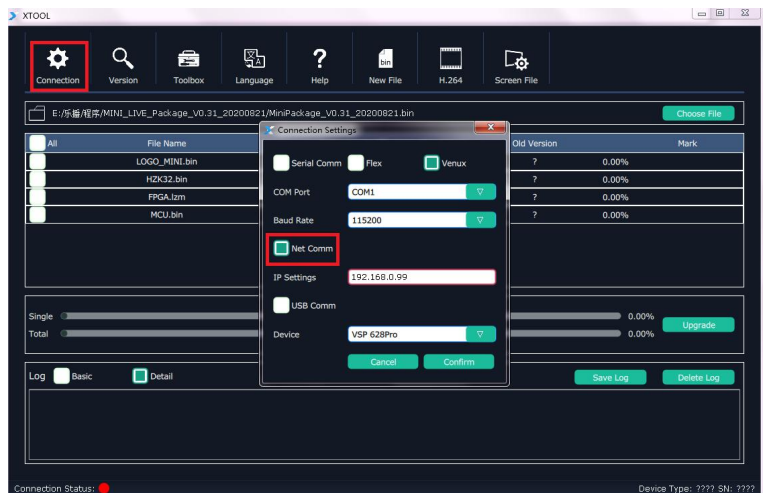 XTOOL
Connection Version Toolbox Language Help New File H.264 Screen File
bin
E:/乐播/程序/MINI_LIVE_Package_V0.31_20200821/MiniPackage_V0.31_20200821.bin Choose File
Connection Settings
All File Name Old Version Mark
LOGO_MINI.bin ? 0.00%
HZK32.bin ? 0.00%
FPGA.lzm ? 0.00%
MCU.bin ? 0.00%
Serial Comm Flex Venux
COM Port COM1
Baud Rate 115200
Net Comm
IP Settings 192.168.0.99
USB Comm
Device VSP 628Pro
Cancel Confirm
Single 0.00%
Total 0.00%
Upgrade
Log Basic Detail Save Log Delete Log
Connection Status: Device Type: ???? SN: ????